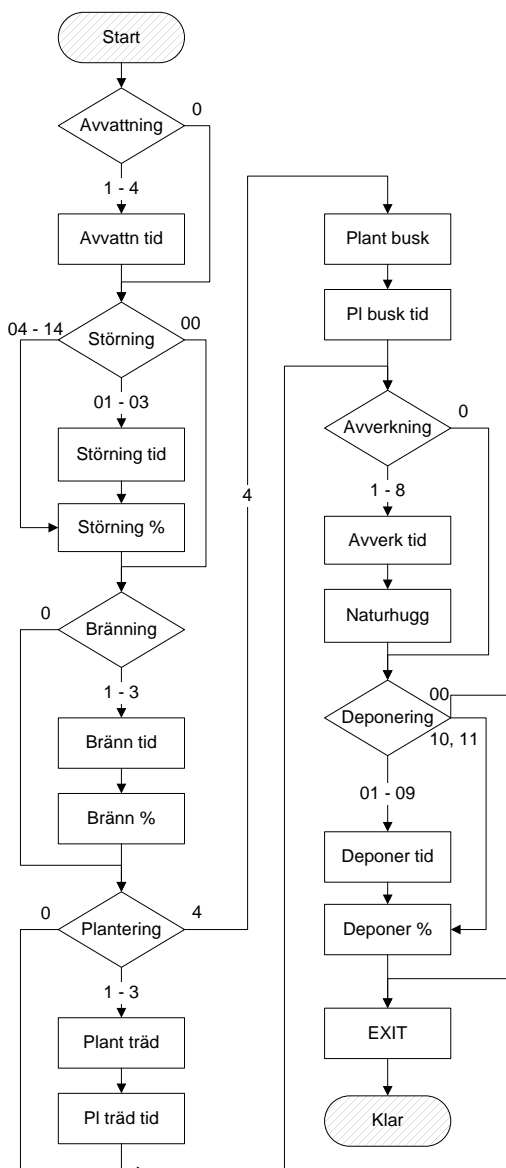 Start
Avvattning
0
1 - 4
Avvattn tid
04 - 14
Störning
00
01 - 03
Störning tid
Störning %
0
Bränning
1 - 3
Bränn tid
Bränn %
0
Plantering
4
1 - 3
Plant träd
Pl träd tid
4
Plant busk
Pl busk tid
Avverkning
0
1 - 8
Avverk tid
Naturhugg
Deponering
00
10, 11
01 - 09
Deponer tid
Deponer %
EXIT
Klar